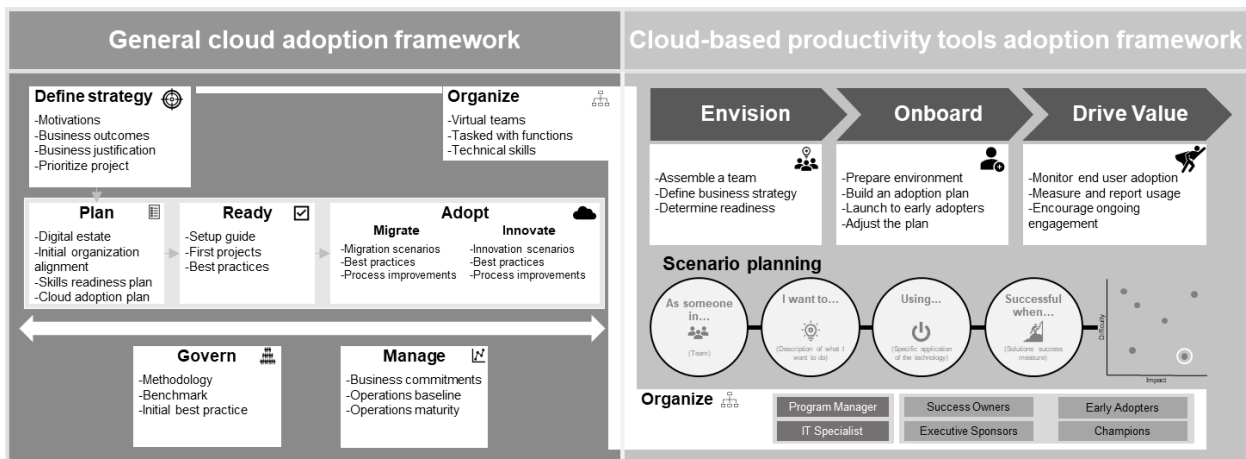 General cloud adoption framework
Define strategy
-Motivations
-Business outcomes
-Business justification
-Prioritize project
Organize
-Virtual teams
-Tasked with functions
-Technical skills
Plan
-Digital estate
-Initial organization
alignment
-Skills readiness plan
-Cloud adoption plan
Ready
-Setup guide
-First projects
-Best practices
Adopt
Migrate
-Migration scenarios
-Best practices
-Process improvements
Innovate
-Innovation scenarios
-Best practices
-Process improvements
Govern
-Methodology
-Benchmark
-Initial best practice
Manage
-Business commitments
-Operations baseline
-Operations maturity
Cloud-based productivity tools adoption framework
Envision
-Assemble a team
-Define business strategy
-Determine readiness
Onboard
-Prepare environment
-Build an adoption plan
-Launch to early adopters
-Adjust the plan
Drive Value
-Monitor end user adoption
-Measure and report usage
-Encourage ongoing
engagement
Scenario planning
As someone
in...
(Team)
I want to...
(Description of what I
want to do)
Using...
(Specific application
of the technology)
Successful
when...
(Solutions success
measure)
Difficulty
Impact
Organize
Program Manager
IT Specialist
Success Owners
Executive Sponsors
Early Adopters
Champions